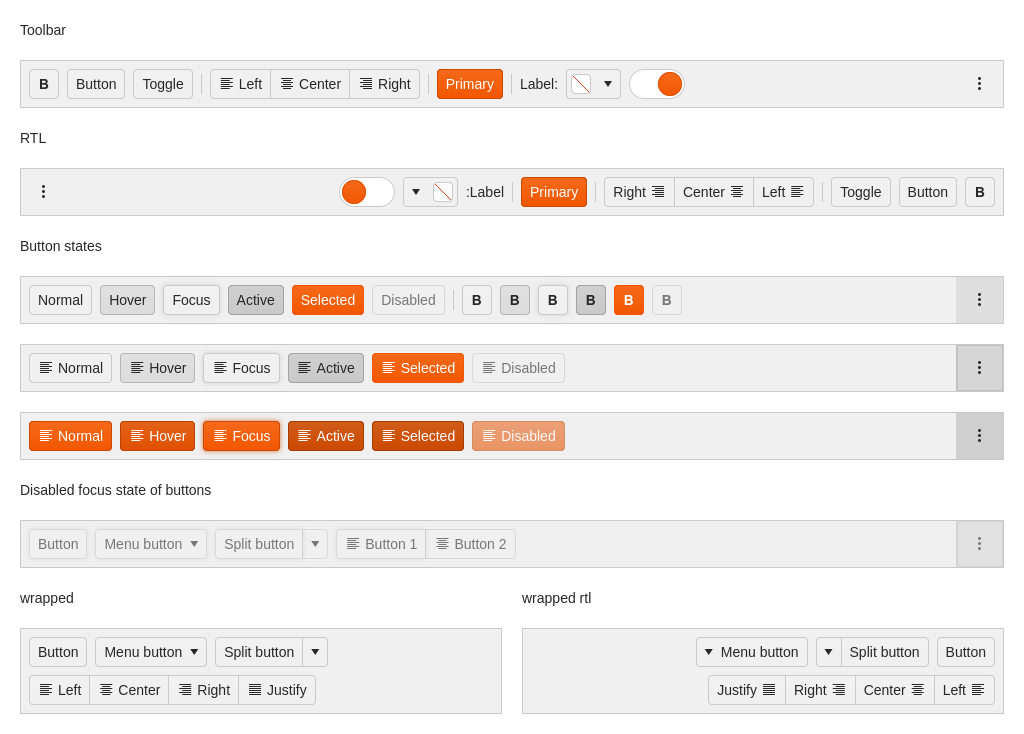 Toolbar
B Button Toggle Left Center Right Primary Label:
RTL
:Label Primary Right Center Left Toggle Button B
Button states
Normal Hover Focus Active Selected Disabled B B B B B B
Normal Hover Focus Active Selected Disabled
Normal Hover Focus Active Selected Disabled
Disabled focus state of buttons
Button Menu button Split button Button 1 Button 2
wrapped
Button Menu button Split button
Left Center Right Justify
wrapped rtl
Menu button Split button Button
Justify Right Center Left